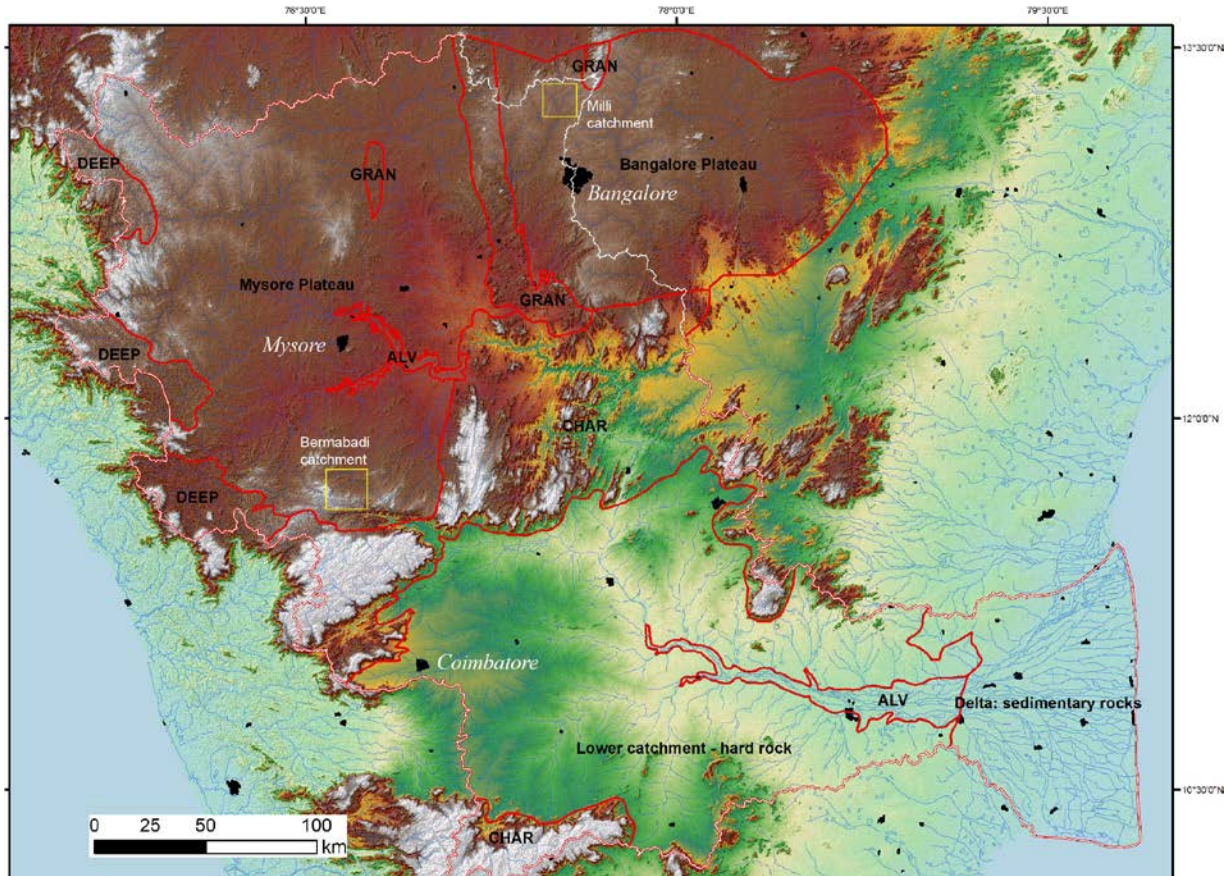 76°30'0"E
78°0'0"E
79°30'0"E
13°30'0"N
GRAN
Milli
catchment
DEEP
Bangalore Plateau
GRAN
Bangalore
Mysore Plateau
GRAN
Mysore
DEEP
ALV
12°0'0"N
CHAR
Bermabadi
catchment
DEEP
Coimbatore
ALV
Delta: sedimentary rocks
Lower catchment - hard rock
10°30'0"N
0 25 50 100
km
CHAR